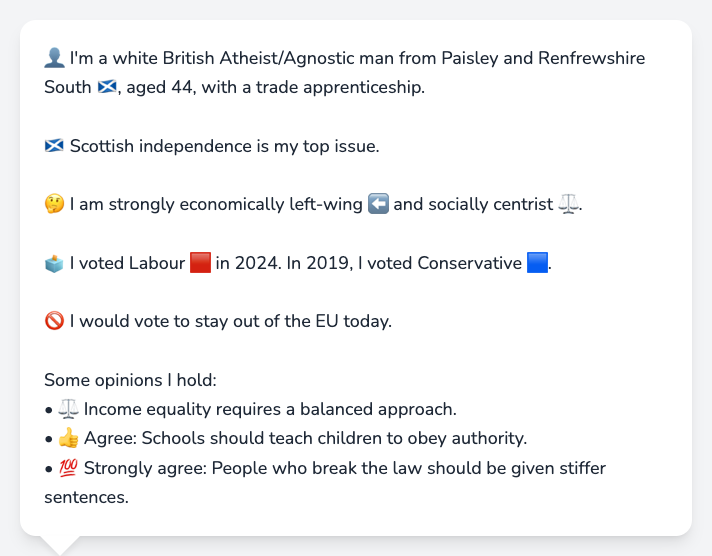 👤 I'm a white British Atheist/Agnostic man from Paisley and Renfrewshire
South 🏴󠁧󠁢󠁳󠁣󠁴󠁿, aged 44, with a trade apprenticeship.
🏴󠁧󠁢󠁳󠁣󠁴󠁿 Scottish independence is my top issue.
🤔 I am strongly economically left-wing ⬅️ and socially centrist ⚖️.
🗳️ I voted Labour 🟥 in 2024. In 2019, I voted Conservative 🟦.
🚫 I would vote to stay out of the EU today.
Some opinions I hold:
• ⚖️ Income equality requires a balanced approach.
• 👍 Agree: Schools should teach children to obey authority.
• 💯 Strongly agree: People who break the law should be given stiffer
sentences.